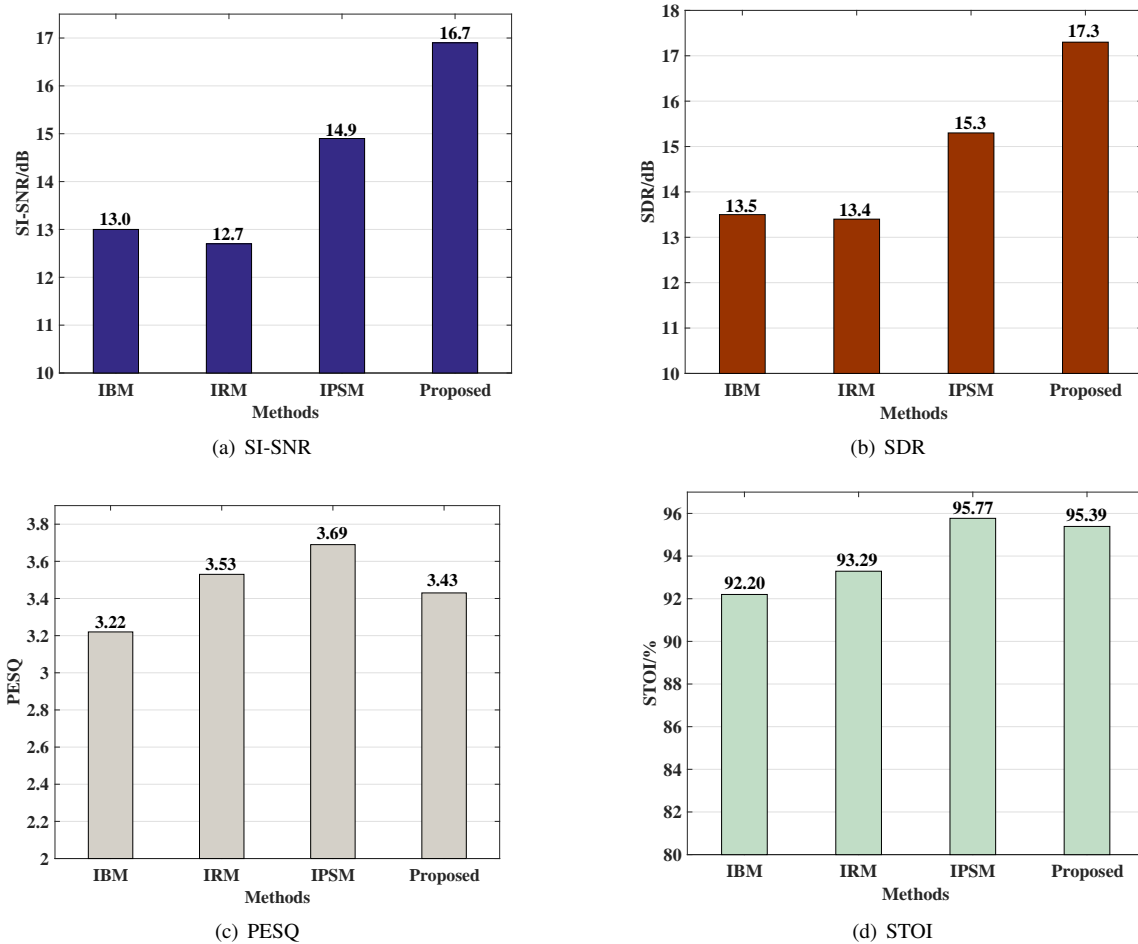 17
16
15
14
13
12
11
10
SI-SNR/dB
13.0
12.7
14.9
16.7
IBM
IRM
IPSM
Proposed
Methods
(a) SI-SNR
18
17
16
15
14
13
12
11
10
SDR/dB
13.5
13.4
15.3
17.3
IBM
IRM
IPSM
Proposed
Methods
(b) SDR
3.8
3.6
3.4
3.2
3
2.8
2.6
2.4
2.2
2
PESQ
3.22
3.53
3.69
3.43
IBM
IRM
IPSM
Proposed
Methods
(c) PESQ
96
94
92
90
88
86
84
82
80
STOI/%
92.20
93.29
95.77
95.39
IBM
IRM
IPSM
Proposed
Methods
(d) STOI